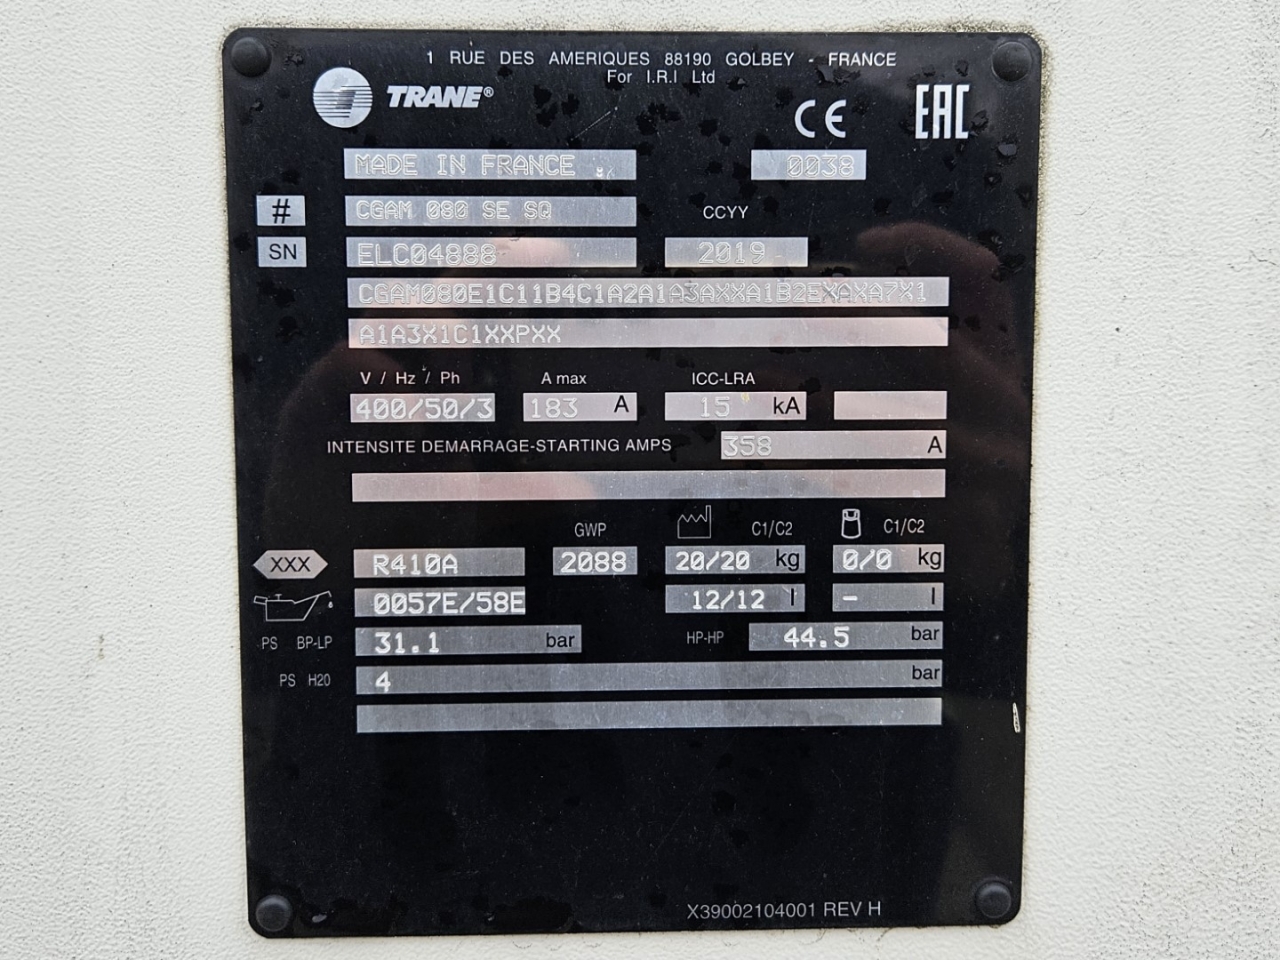 1 RUE DES AMERIQUES 88190 GOLBEY - FRANCE
For I.R.I Ltd
TRANE®
CE EAC
MADE IN FRANCE 0038
# CGAM 080 SE SQ CCYY
SN ELC04888 2019
CGAM080E1C11B4C1A2A1A3AXXA1B2EXAXA7X1
A1A3X1C1XXPXX
V / Hz / Ph A max ICC-LRA
400/50/3 183 A 15 kA
INTENSITE DEMARRAGE-STARTING AMPS 358 A
GWP C1/C2 C1/C2
XXX R410A 2088 20/20 kg 0/0 kg
0057E/58E 12/12 l - l
PS BP-LP 31.1 bar HP-HP 44.5 bar
PS H20 4 bar
X39002104001 REV H